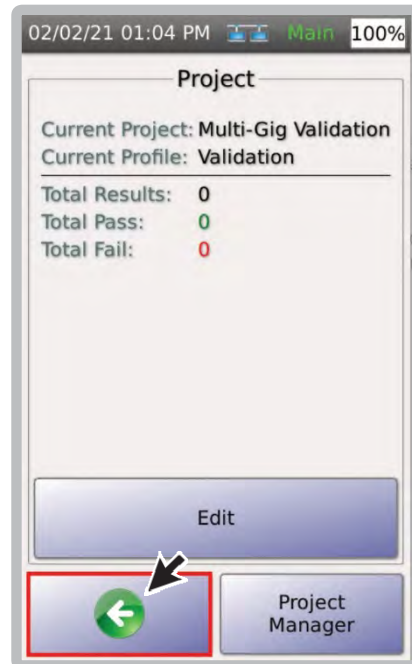 02/02/21 01:04 PM Main 100%
Project
Current Project: Multi-Gig Validation
Current Profile: Validation
Total Results: 0
Total Pass: 0
Total Fail: 0
Edit
Project
Manager